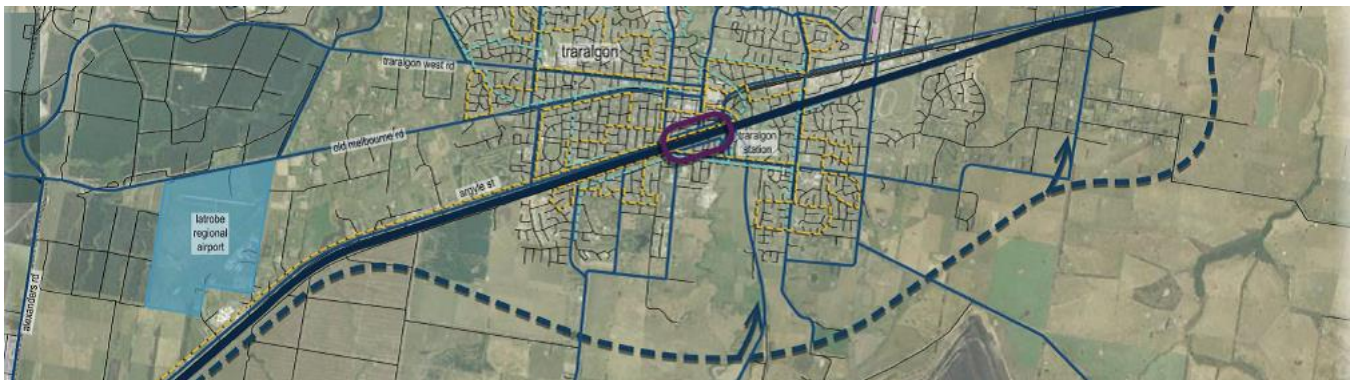 traralgon
traralgon west rd
old melbourne rd
traralgon
station
argyle st
latrobe
regional
airport
alexanders rd